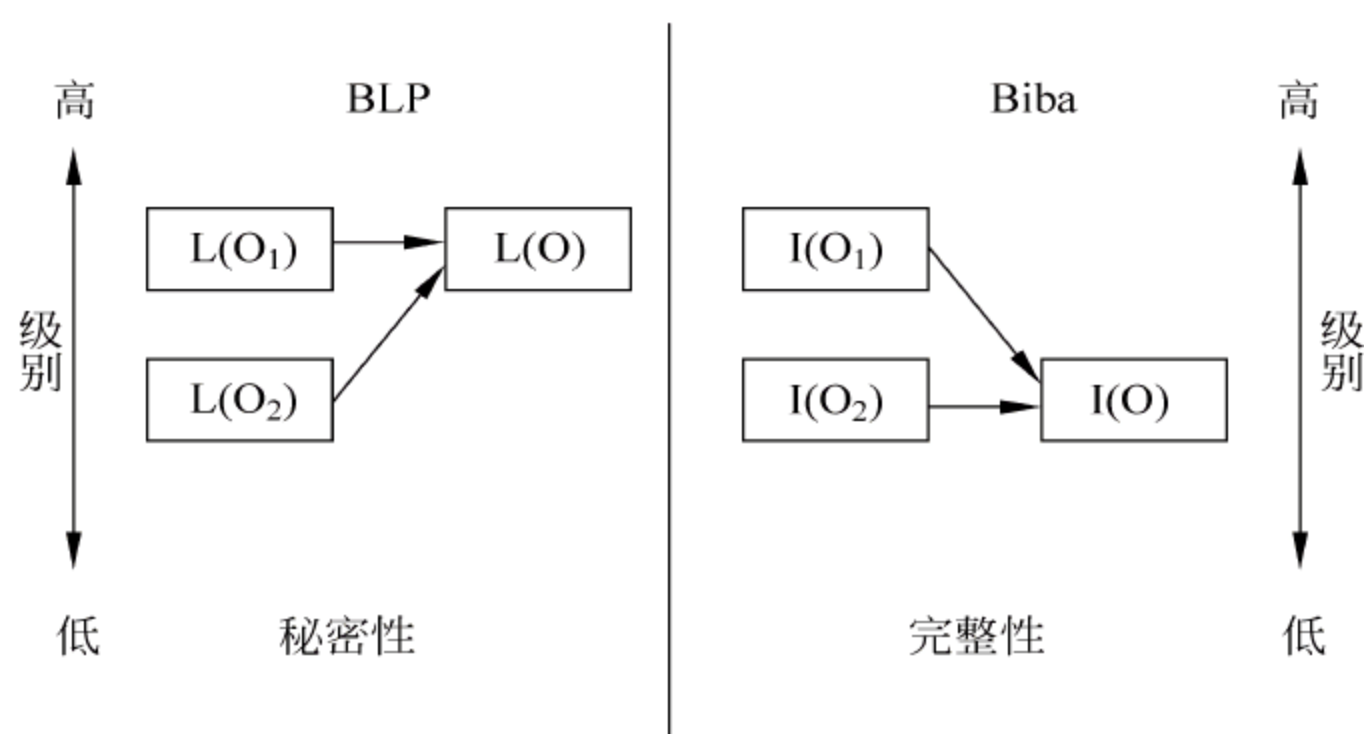 高 BLP Biba 高
L(O₁) L(O) I(O₁)
级别 级别
L(O₂) I(O₂) I(O)
低 秘密性 完整性 低